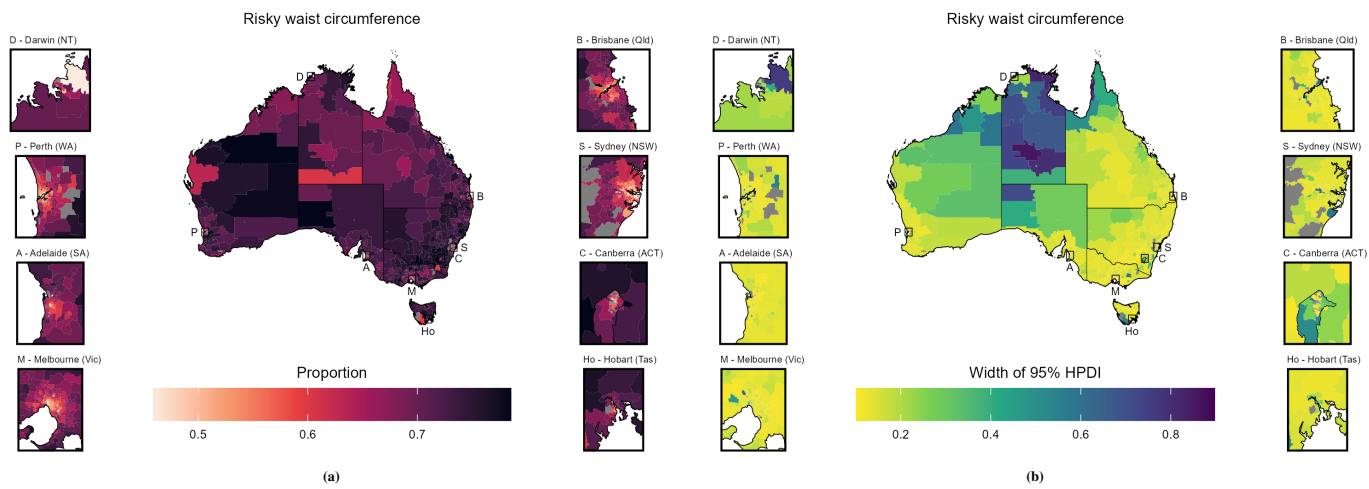 Risky waist circumference
D - Darwin (NT)
P - Perth (WA)
A - Adelaide (SA)
M - Melbourne (Vic)
D
P
A
M
Ho
C
S
B
B - Brisbane (Qld)
S - Sydney (NSW)
C - Canberra (ACT)
Ho - Hobart (Tas)
Proportion
0.5 0.6 0.7
(a)
Risky waist circumference
D - Darwin (NT)
P - Perth (WA)
A - Adelaide (SA)
M - Melbourne (Vic)
D
P
A
M
Ho
C
S
B
B - Brisbane (Qld)
S - Sydney (NSW)
C - Canberra (ACT)
Ho - Hobart (Tas)
Width of 95% HPDI
0.2 0.4 0.6 0.8
(b)